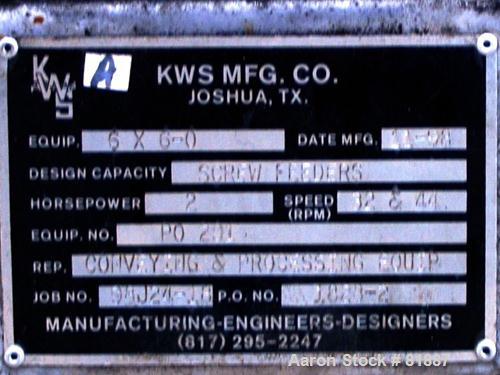 KWS
A
KWS MFG. CO.
JOSHUA, TX.
EQUIP. 6 X 6-0 DATE MFG.
DESIGN CAPACITY SCREW FEEDERS
HORSEPOWER 2 SPEED (RPM) 32 & 44
EQUIP. NO. PO
REP. CONVEYING & PROCESSING EQUIP.
JOB NO. P.O. NO.
MANUFACTURING-ENGINEERS-DESIGNERS
(817) 295-2247
Aaron Stock # 81887